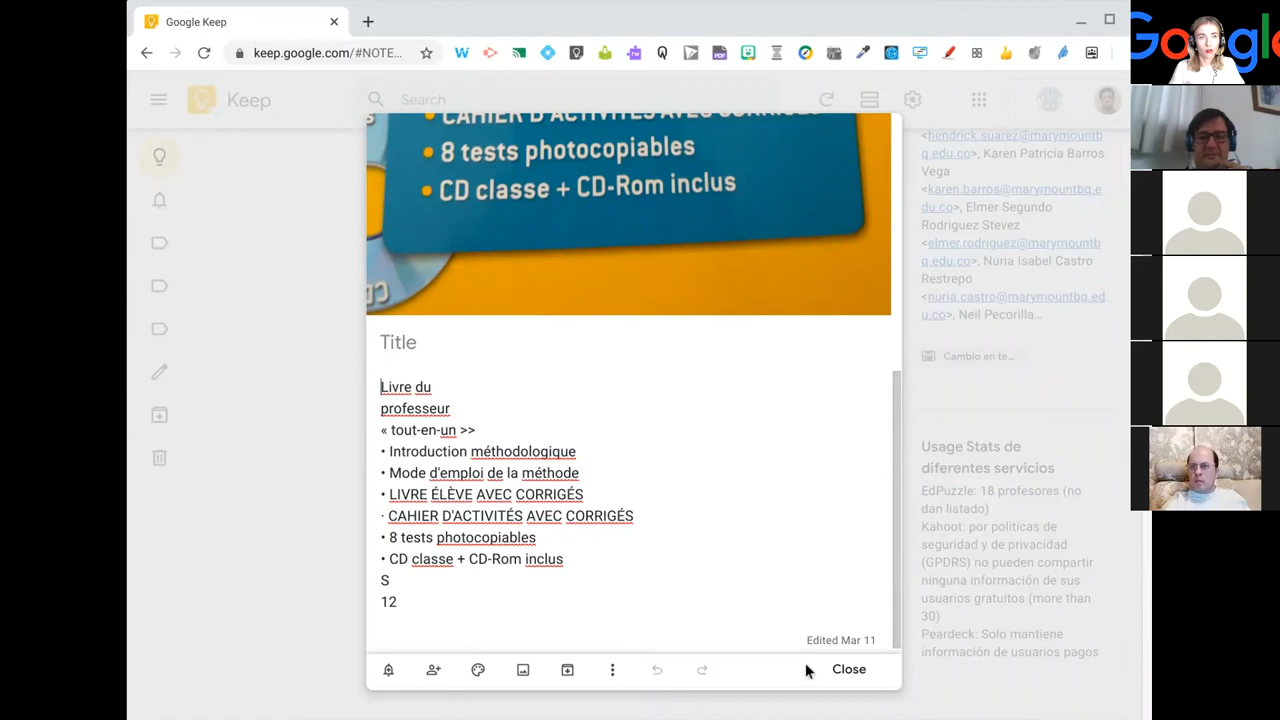 Google Keep
keep.google.com/#NOTE...
Google
Keep
Search
CAHIER D'ACTIVITÉS AVEC CORRIGÉS
8 tests photocopiables
CD classe + CD-Rom inclus
Title
Livre du
professeur
« tout-en-un >>
• Introduction méthodologique
• Mode d'emploi de la méthode
• LIVRE ÉLÈVE AVEC CORRIGÉS
· CAHIER D'ACTIVITÉS AVEC CORRIGÉS
• 8 tests photocopiables
• CD classe + CD-Rom inclus
S
12
Edited Mar 11
Close
<hendrick.suarez@marymountb
q.edu.co>, Karen Patricia Barros
Vega
<karen.barros@marymountbq.e
du.co>, Elmer Segundo
Rodriguez Stevez
<elmer.rodriguez@marymountb
q.edu.co>, Nuria Isabel Castro
Restrepo
<nuria.castro@marymountbq.ed
u.co>, Neil Pecorilla…
Cambio en te...
Usage Stats de
diferentes servicios
EdPuzzle: 18 profesores (no
dan listado)
Kahoot: por politicas de
seguridad y de privacidad
(GPDRS) no pueden compartir
ninguna información de sus
usuarios gratuitos (more than
30)
Peardeck: Solo mantiene
información de usuarios pagos